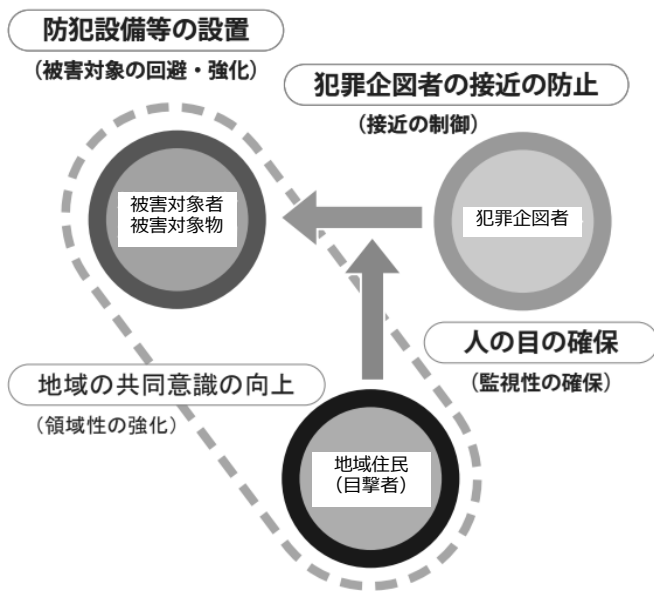 防犯設備等の設置
（被害対象の回避・強化）
犯罪企図者の接近の防止
（接近の制御）
被害対象者
被害対象物
犯罪企図者
人の目の確保
（監視性の確保）
地域の共同意識の向上
（領域性の強化）
地域住民
（目撃者）